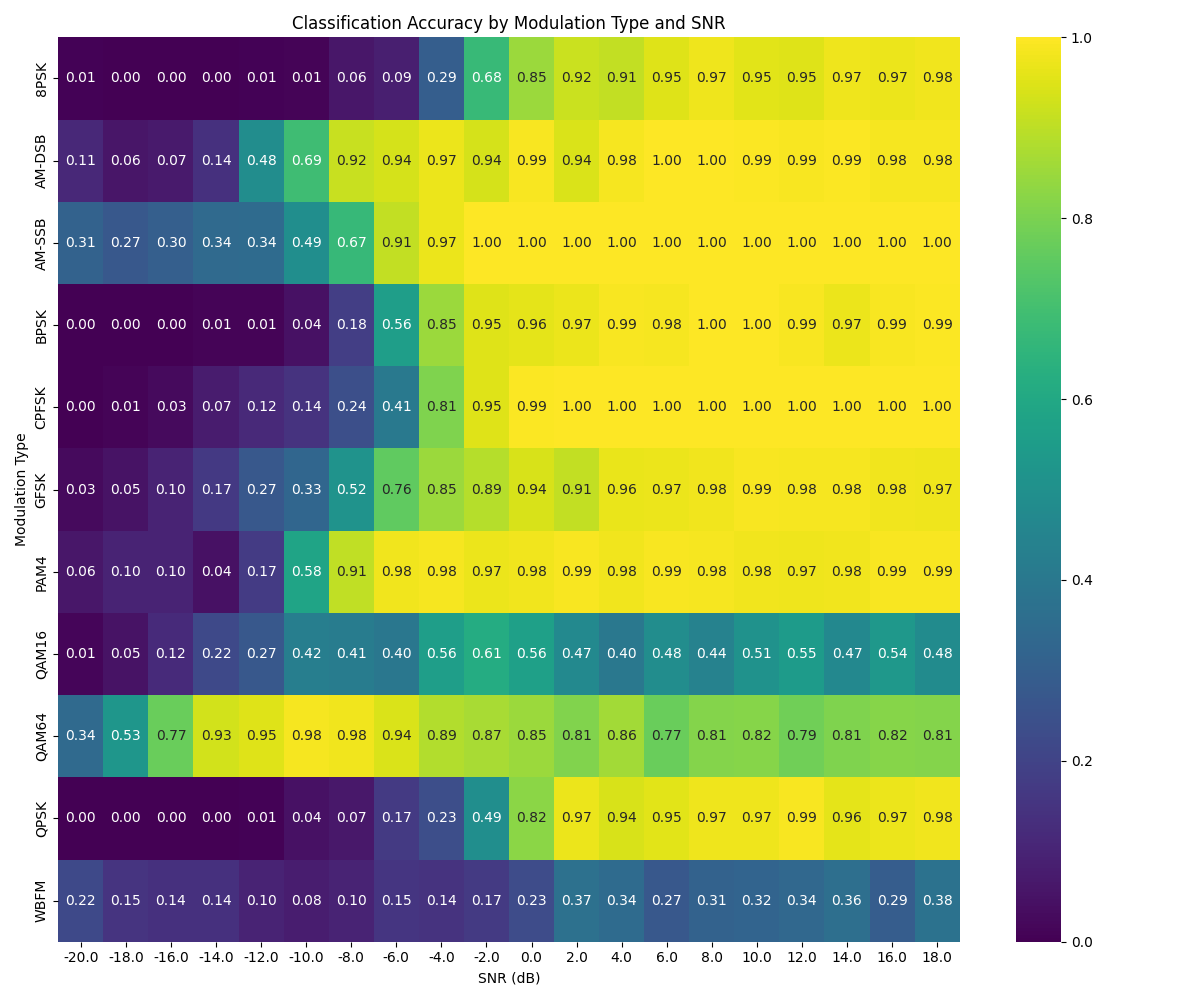 Classification Accuracy by Modulation Type and SNR
Modulation Type
8PSK 0.01 0.00 0.00 0.00 0.01 0.01 0.06 0.09 0.29 0.68 0.85 0.92 0.91 0.95 0.97 0.95 0.95 0.97 0.97 0.98
AM-DSB 0.11 0.06 0.07 0.14 0.48 0.69 0.92 0.94 0.97 0.94 0.99 0.94 0.98 1.00 1.00 0.99 0.99 0.99 0.98 0.98
AM-SSB 0.31 0.27 0.30 0.34 0.34 0.49 0.67 0.91 0.97 1.00 1.00 1.00 1.00 1.00 1.00 1.00 1.00 1.00 1.00 1.00
BPSK 0.00 0.00 0.00 0.01 0.01 0.04 0.18 0.56 0.85 0.95 0.96 0.97 0.99 0.98 1.00 1.00 0.99 0.97 0.99 0.99
CPFSK 0.00 0.01 0.03 0.07 0.12 0.14 0.24 0.41 0.81 0.95 0.99 1.00 1.00 1.00 1.00 1.00 1.00 1.00 1.00 1.00
GFSK 0.03 0.05 0.10 0.17 0.27 0.33 0.52 0.76 0.85 0.89 0.94 0.91 0.96 0.97 0.98 0.99 0.98 0.98 0.98 0.97
PAM4 0.06 0.10 0.10 0.04 0.17 0.58 0.91 0.98 0.98 0.97 0.98 0.99 0.98 0.99 0.98 0.98 0.97 0.98 0.99 0.99
QAM16 0.01 0.05 0.12 0.22 0.27 0.42 0.41 0.40 0.56 0.61 0.56 0.47 0.40 0.48 0.44 0.51 0.55 0.47 0.54 0.48
QAM64 0.34 0.53 0.77 0.93 0.95 0.98 0.98 0.94 0.89 0.87 0.85 0.81 0.86 0.77 0.81 0.82 0.79 0.81 0.82 0.81
QPSK 0.00 0.00 0.00 0.00 0.01 0.04 0.07 0.17 0.23 0.49 0.82 0.97 0.94 0.95 0.97 0.97 0.99 0.96 0.97 0.98
WBFM 0.22 0.15 0.14 0.14 0.10 0.08 0.10 0.15 0.14 0.17 0.23 0.37 0.34 0.27 0.31 0.32 0.34 0.36 0.29 0.38
-20.0 -18.0 -16.0 -14.0 -12.0 -10.0 -8.0 -6.0 -4.0 -2.0 0.0 2.0 4.0 6.0 8.0 10.0 12.0 14.0 16.0 18.0
SNR (dB)
1.0
0.8
0.6
0.4
0.2
0.0